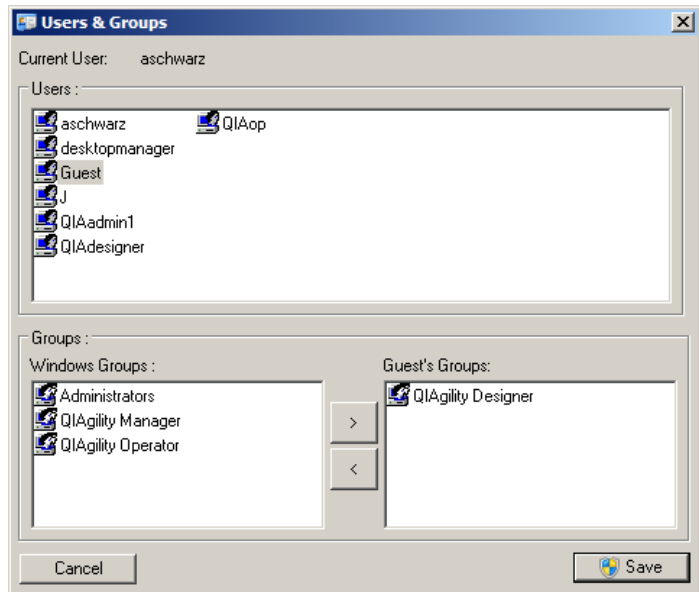 Users & Groups
Current User: aschwarz
Users :
aschwarz QIAop
desktopmanager
Guest
J
QIAadmin1
QIAdesigner
Groups :
Windows Groups :
Administrators
QIAgility Manager
QIAgility Operator
>
<
Guest's Groups:
QIAgility Designer
Cancel
Save